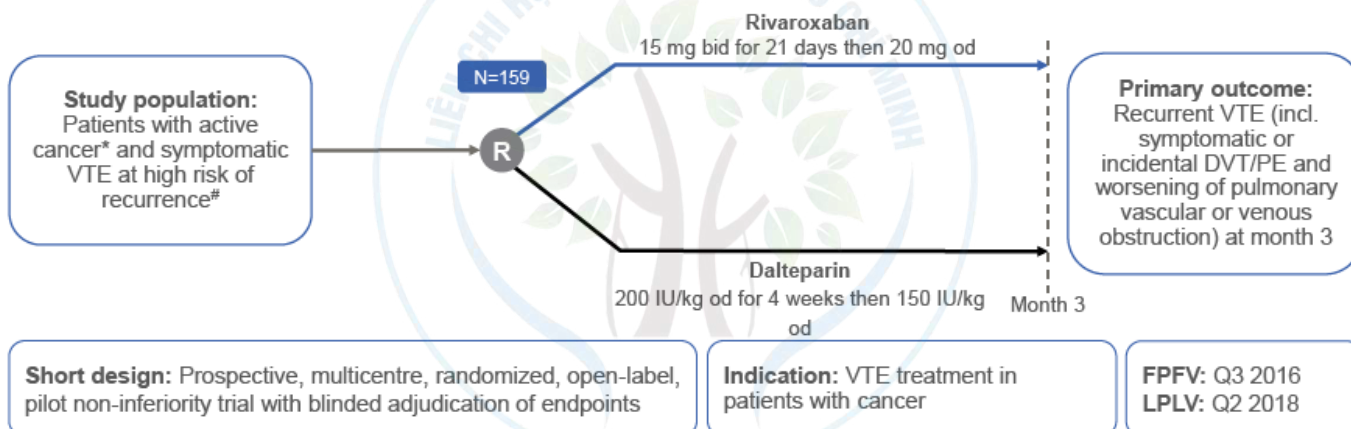 Rivaroxaban
15 mg bid for 21 days then 20 mg od
N=159
Study population:
Patients with active
cancer* and symptomatic
VTE at high risk of
recurrence#
R
Primary outcome:
Recurrent VTE (incl.
symptomatic or
incidental DVT/PE and
worsening of pulmonary
vascular or venous
obstruction) at month 3
Dalteparin
200 IU/kg od for 4 weeks then 150 IU/kg
od
Month 3
Short design: Prospective, multicentre, randomized, open-label,
pilot non-inferiority trial with blinded adjudication of endpoints
Indication: VTE treatment in
patients with cancer
FPFV: Q3 2016
LPLV: Q2 2018
LIÊN CHI H
CHÍ MINH